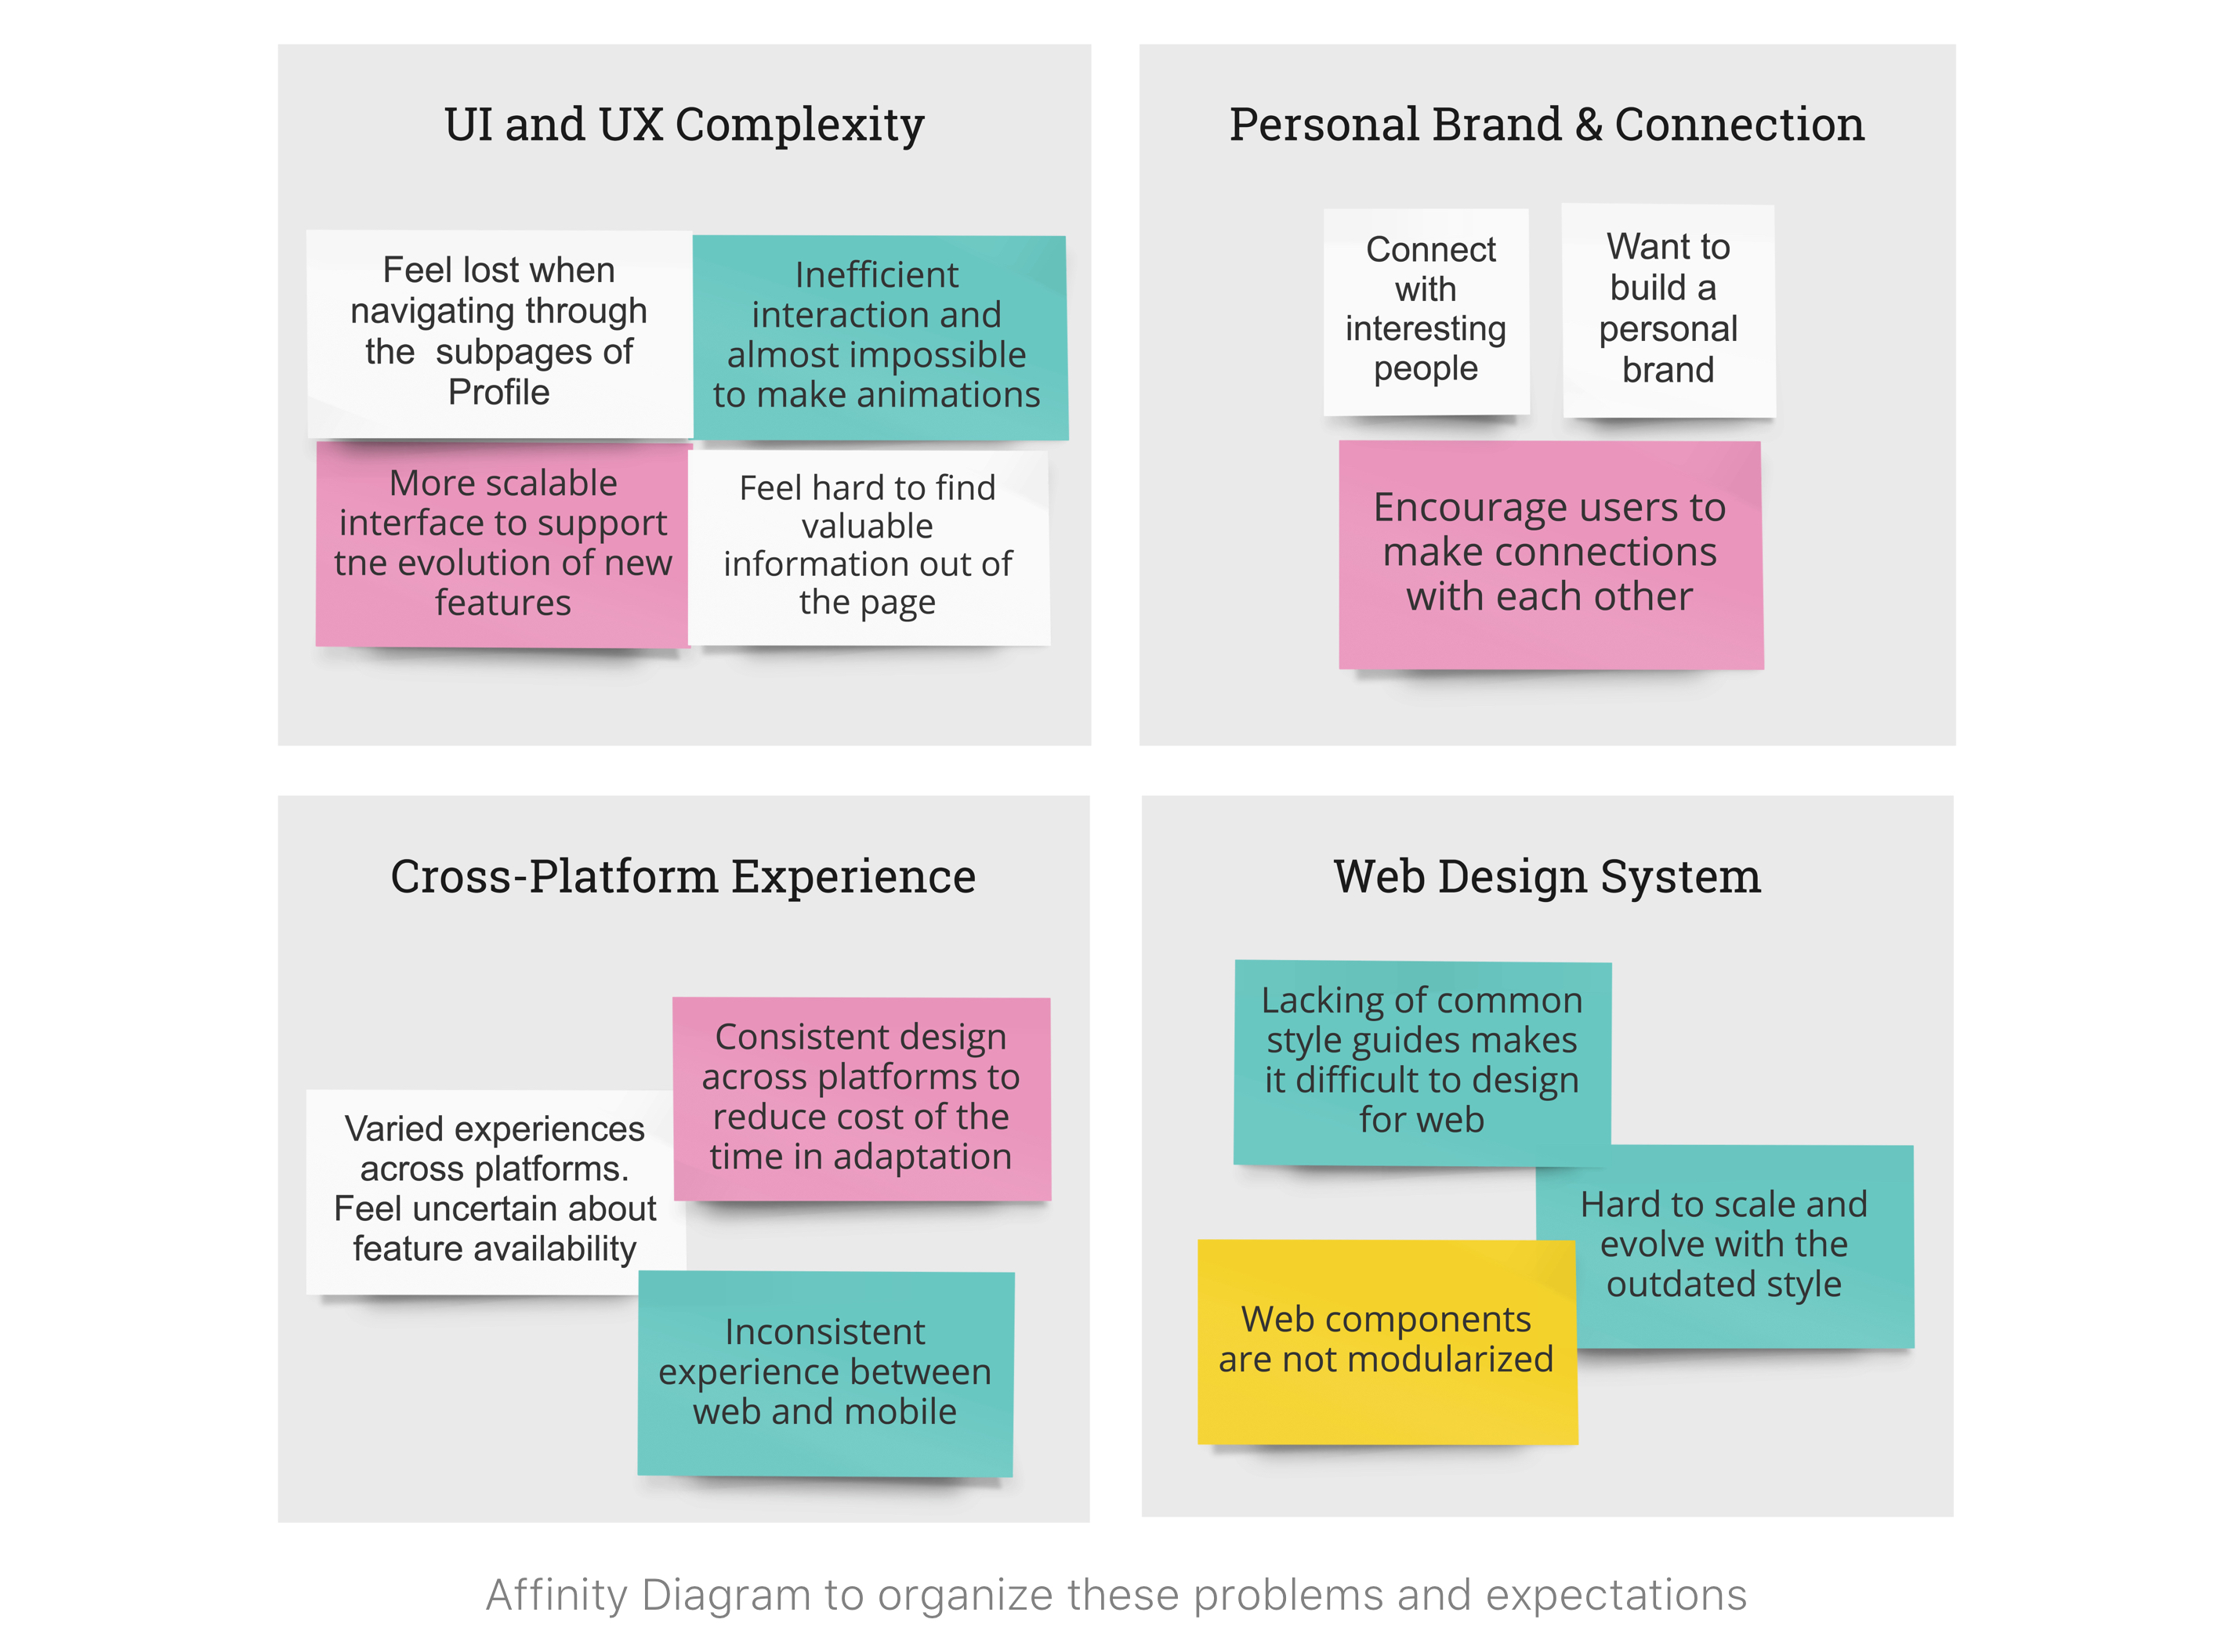 UI and UX Complexity
Feel lost when
navigating through
the  subpages of
Profile
Inefficient
interaction and
almost impossible
to make animations
More scalable
interface to support
tne evolution of new
features
Feel hard to find
valuable
information out of
the page
Personal Brand & Connection
Connect
with
interesting
people
Want to
build a
personal
brand
Encourage users to
make connections
with each other
Cross-Platform Experience
Consistent design
across platforms to
reduce cost of the
time in adaptation
Varied experiences
across platforms.
Feel uncertain about
feature availability
Inconsistent
experience between
web and mobile
Web Design System
Lacking of common
style guides makes
it difficult to design
for web
Hard to scale and
evolve with the
outdated style
Web components
are not modularized
Affinity Diagram to organize these problems and expectations